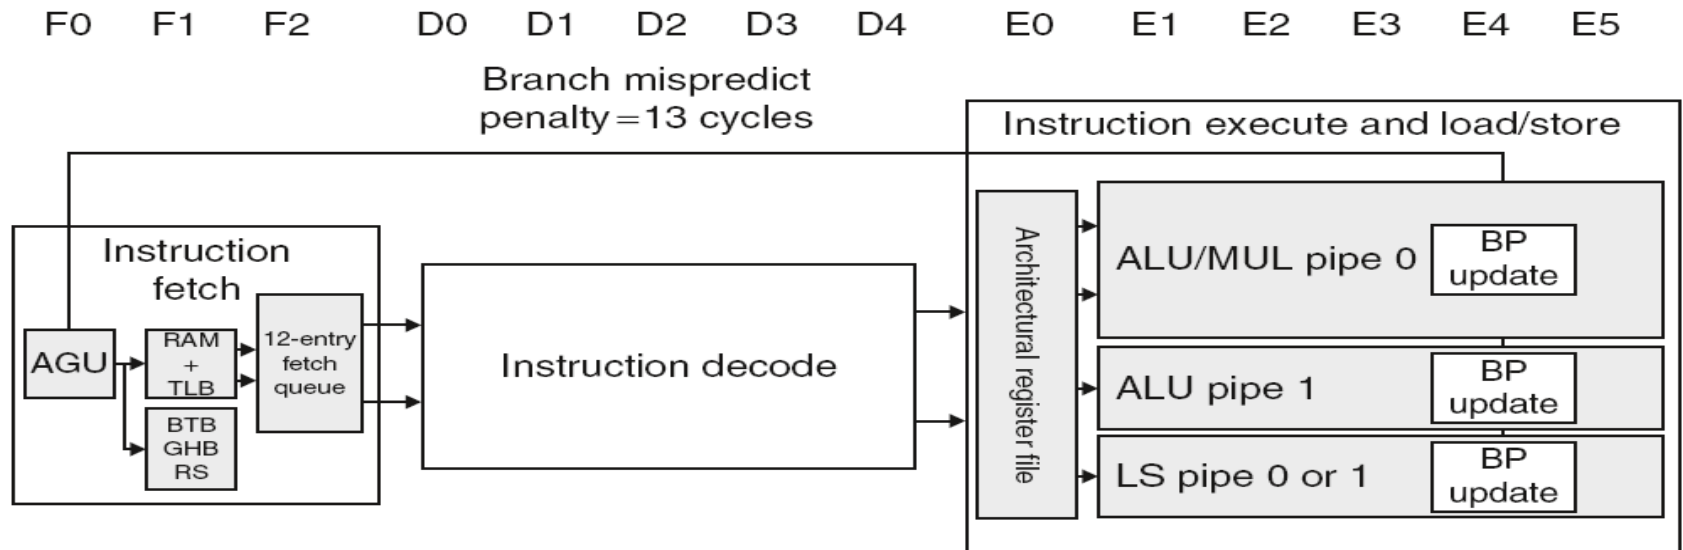 F0 F1 F2 D0 D1 D2 D3 D4 E0 E1 E2 E3 E4 E5
Branch mispredict
penalty=13 cycles
Instruction execute and load/store
Instruction
fetch
AGU
RAM
+
TLB
BTB
GHB
RS
12-entry
fetch
queue
Instruction decode
Architectural register file
ALU/MUL pipe 0
BP
update
ALU pipe 1
BP
update
LS pipe 0 or 1
BP
update